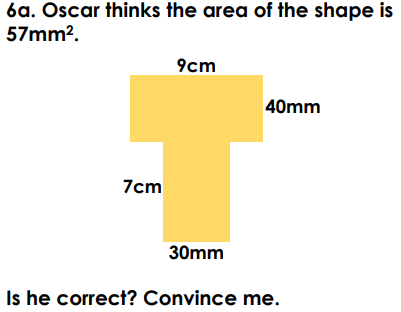 6a. Oscar thinks the area of the shape is
57mm².
9cm
40mm
7cm
30mm
Is he correct? Convince me.